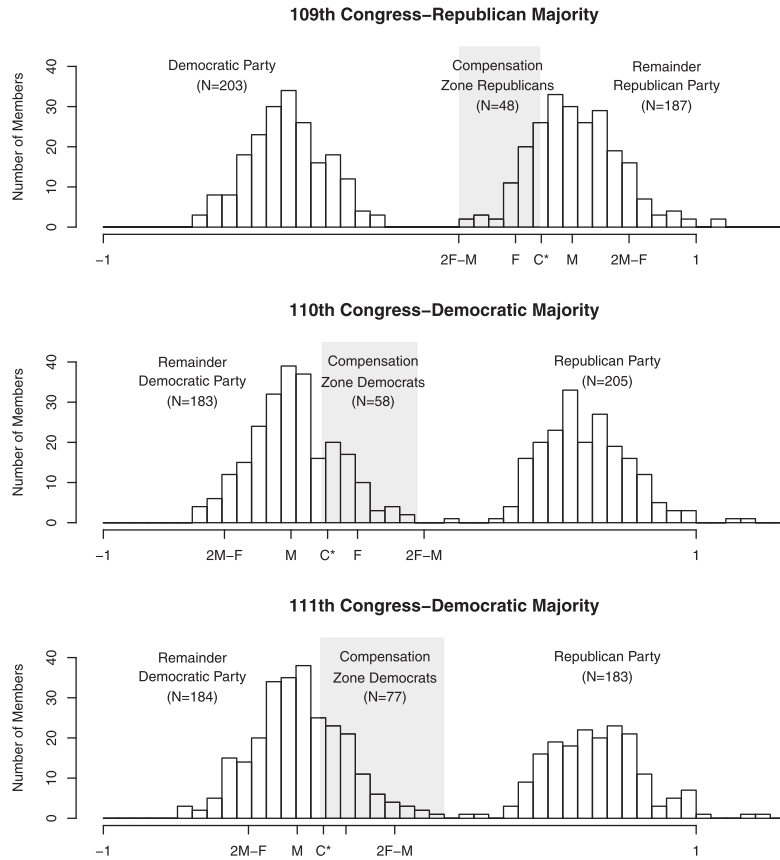 109th Congress–Republican Majority
Number of Members
0 10 20 30 40
Democratic Party
(N=203)
Compensation
Zone Republicans
(N=48)
Remainder
Republican Party
(N=187)
−1 2F−M F C* M 2M−F 1
110th Congress–Democratic Majority
Number of Members
0 10 20 30 40
Remainder
Democratic Party
(N=183)
Compensation
Zone Democrats
(N=58)
Republican Party
(N=205)
−1 2M−F M C* F 2F−M 1
111th Congress–Democratic Majority
Number of Members
0 10 20 30 40
Remainder
Democratic Party
(N=184)
Compensation
Zone Democrats
(N=77)
Republican Party
(N=183)
−1 2M−F M C* 2F−M 1